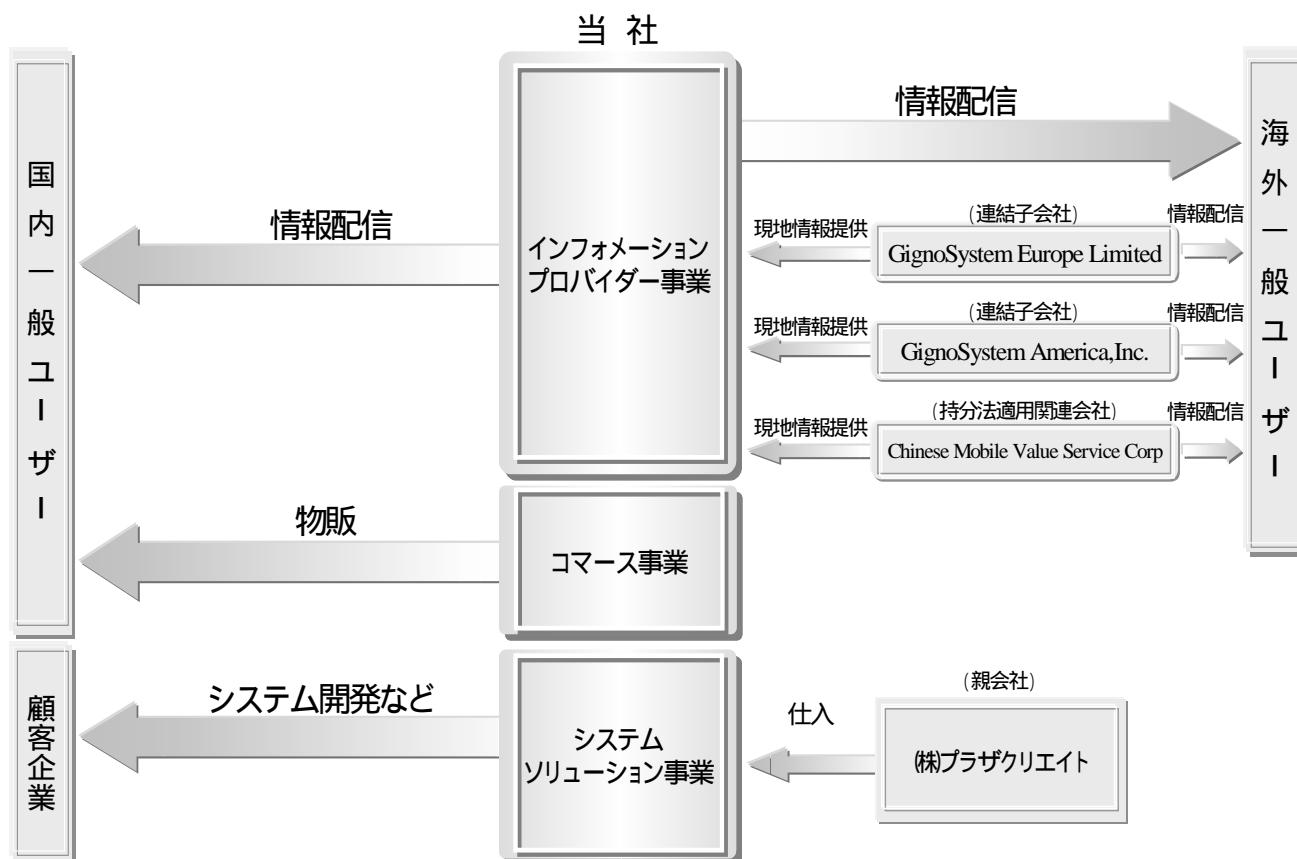 当 社
国内一般ユーザー
情報配信
インフォメーション
プロバイダー事業
情報配信
海外一般ユーザー
(連結子会社)
現地情報提供
GignoSystem Europe Limited
情報配信
(連結子会社)
現地情報提供
GignoSystem America,Inc.
情報配信
(持分法適用関連会社)
現地情報提供
Chinese Mobile Value Service Corp
情報配信
物販
コマース事業
顧客企業
システム開発など
システム
ソリューション事業
仕入
(親会社)
㈱プラザクリエイト